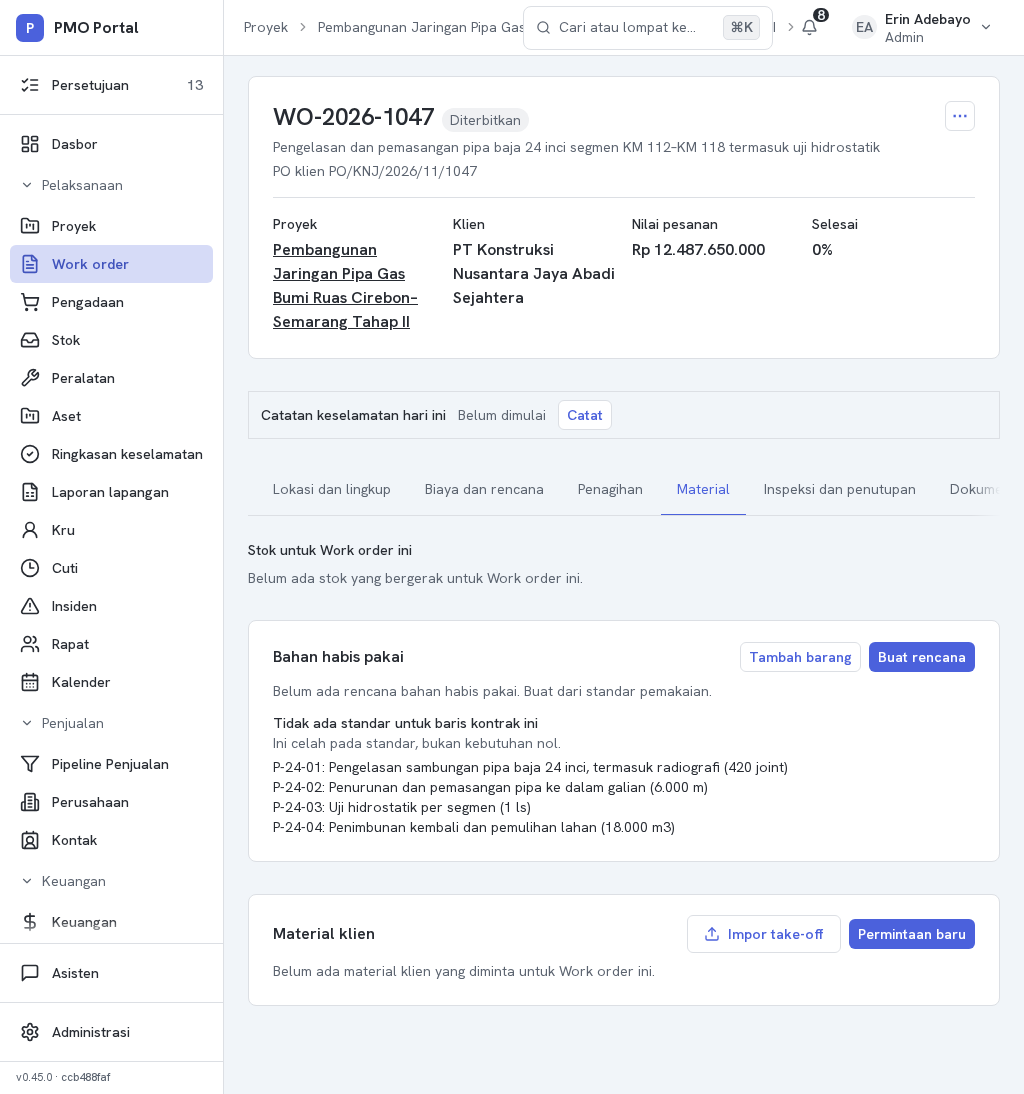 P PMO Portal
Proyek
Pembangunan Jaringan Pipa Gas
Cari atau lompat ke...
⌘K
8
EA
Erin Adebayo
Admin
Persetujuan 13
Dasbor
Pelaksanaan
Proyek
Work order
Pengadaan
Stok
Peralatan
Aset
Ringkasan keselamatan
Laporan lapangan
Kru
Cuti
Insiden
Rapat
Kalender
Penjualan
Pipeline Penjualan
Perusahaan
Kontak
Keuangan
Keuangan
Asisten
Administrasi
v0.45.0 · ccb488faf
WO-2026-1047 Diterbitkan
Pengelasan dan pemasangan pipa baja 24 inci segmen KM 112–KM 118 termasuk uji hidrostatik
PO klien PO/KNJ/2026/11/1047
Proyek
Pembangunan
Jaringan Pipa Gas
Bumi Ruas Cirebon–
Semarang Tahap II
Klien
PT Konstruksi
Nusantara Jaya Abadi
Sejahtera
Nilai pesanan
Rp 12.487.650.000
Selesai
0%
Catatan keselamatan hari ini Belum dimulai Catat
Lokasi dan lingkup Biaya dan rencana Penagihan Material Inspeksi dan penutupan
Stok untuk Work order ini
Belum ada stok yang bergerak untuk Work order ini.
Bahan habis pakai Tambah barang Buat rencana
Belum ada rencana bahan habis pakai. Buat dari standar pemakaian.
Tidak ada standar untuk baris kontrak ini
Ini celah pada standar, bukan kebutuhan nol.
P-24-01: Pengelasan sambungan pipa baja 24 inci, termasuk radiografi (420 joint)
P-24-02: Penurunan dan pemasangan pipa ke dalam galian (6.000 m)
P-24-03: Uji hidrostatik per segmen (1 ls)
P-24-04: Penimbunan kembali dan pemulihan lahan (18.000 m3)
Material klien Impor take-off Permintaan baru
Belum ada material klien yang diminta untuk Work order ini.